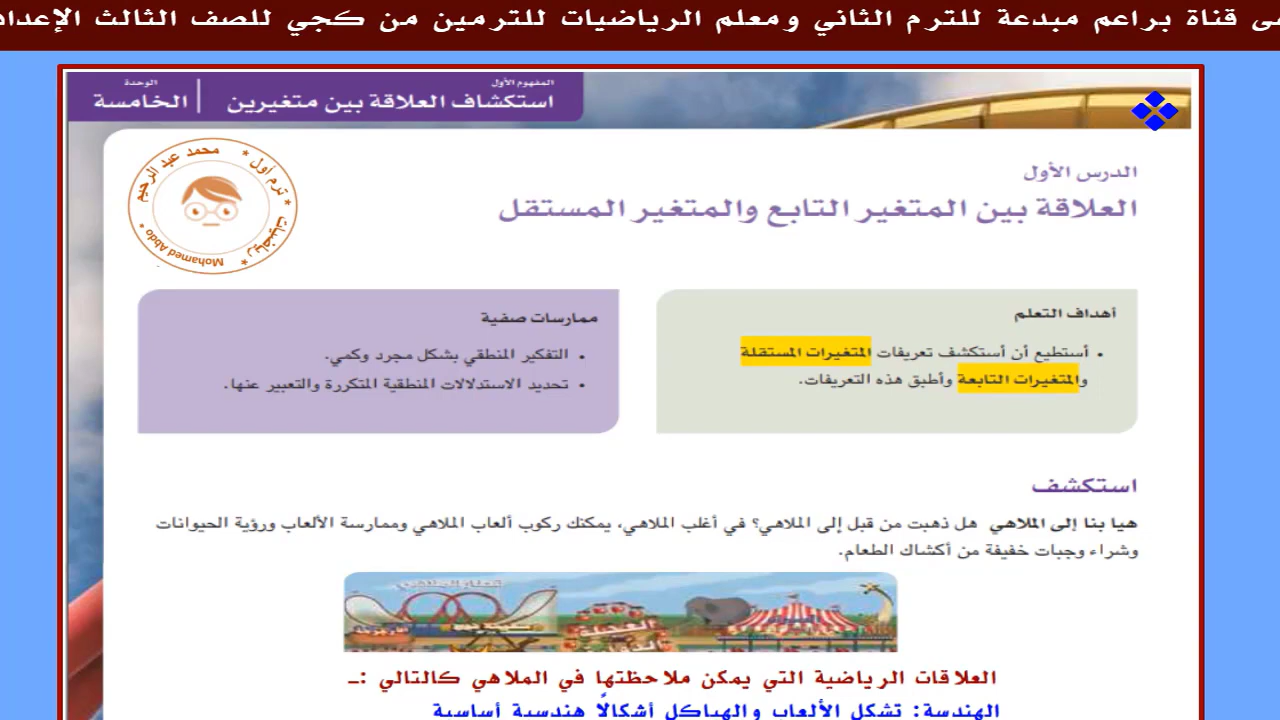 ى قناة براعم مبدعة للترم الثاني ومعلم الرياضيات للترمين من كجي للصف الثالث الإعداد
المفهوم الأول
استكشاف العلاقة بين متغيرين
الوحدة
الخامسة
محمد عبد الرحيم * ترم أول * رياضيات * Mohamed Abdo *
الدرس الأول
العلاقة بين المتغير التابع والمتغير المستقل
أهداف التعلم
• أستطيع أن أستكشف تعريفات المتغيرات المستقلة
والمتغيرات التابعة وأطبق هذه التعريفات.
ممارسات صفية
• التفكير المنطقي بشكل مجرد وكمي.
• تحديد الاستدلالات المنطقية المتكررة والتعبير عنها.
استكشف
هيا بنا إلى الملاهي هل ذهبت من قبل إلى الملاهي؟ في أغلب الملاهي، يمكنك ركوب ألعاب الملاهي وممارسة الألعاب ورؤية الحيوانات
وشراء وجبات خفيفة من أكشاك الطعام.
العلاقات الرياضية التي يمكن ملاحظتها في الملاهي كالتالي :ـ
الهندسة: تشكل الألعاب والهياكل أشكالًا هندسية أساسية